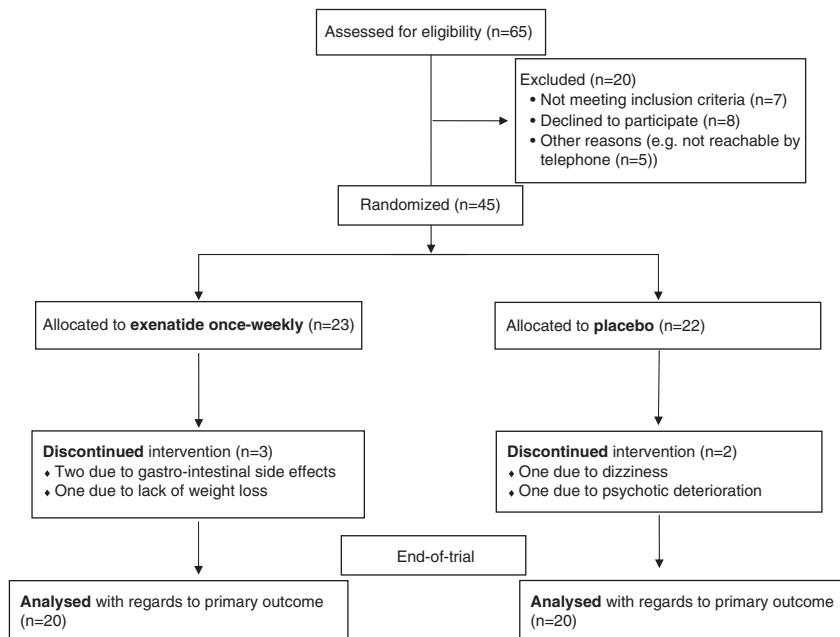 Assessed for eligibility (n=65)
Excluded (n=20)
• Not meeting inclusion criteria (n=7)
• Declined to participate (n=8)
• Other reasons (e.g. not reachable by
telephone (n=5))
Randomized (n=45)
Allocated to exenatide once-weekly (n=23)
Allocated to placebo (n=22)
Discontinued intervention (n=3)
♦ Two due to gastro-intestinal side effects
♦ One due to lack of weight loss
Discontinued intervention (n=2)
♦ One due to dizziness
♦ One due to psychotic deterioration
End-of-trial
Analysed with regards to primary outcome
(n=20)
Analysed with regards to primary outcome
(n=20)